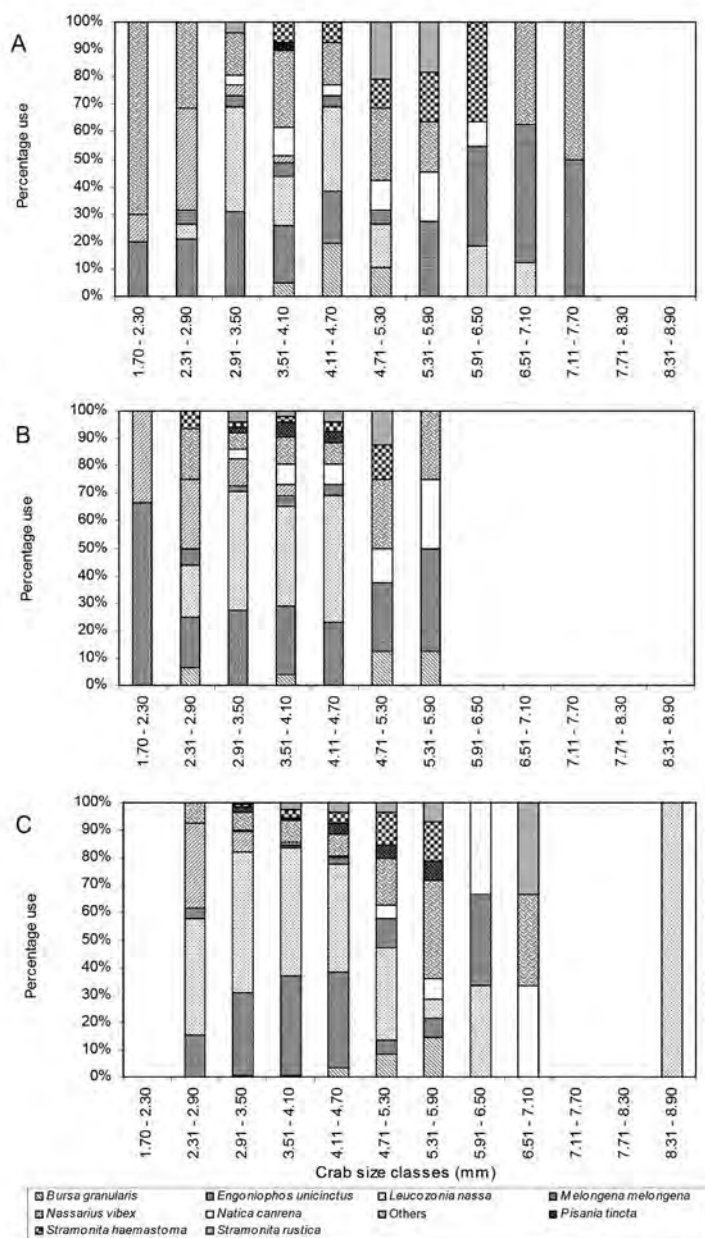 A
Percentage use
100%
90%
80%
70%
60%
50%
40%
30%
20%
10%
0%
1.70 - 2.30
2.31 - 2.90
2.91 - 3.50
3.51 - 4.10
4.11 - 4.70
4.71 - 5.30
5.31 - 5.90
5.91 - 6.50
6.51 - 7.10
7.11 - 7.70
7.71 - 8.30
8.31 - 8.90
B
Percentage use
100%
90%
80%
70%
60%
50%
40%
30%
20%
10%
0%
1.70 - 2.30
2.31 - 2.90
2.91 - 3.50
3.51 - 4.10
4.11 - 4.70
4.71 - 5.30
5.31 - 5.90
5.91 - 6.50
6.51 - 7.10
7.11 - 7.70
7.71 - 8.30
8.31 - 8.90
C
Percentage use
100%
90%
80%
70%
60%
50%
40%
30%
20%
10%
0%
1.70 - 2.30
2.31 - 2.90
2.91 - 3.50
3.51 - 4.10
4.11 - 4.70
4.71 - 5.30
5.31 - 5.90
5.91 - 6.50
6.51 - 7.10
7.11 - 7.70
7.71 - 8.30
8.31 - 8.90
Crab size classes (mm)
Bursa granularis Engoniophos unicinctus Leucozonia nassa Melongena melongena
Nassarius vibex Natica canrena Others Pisania tincta
Stramonita haemastoma Stramonita rustica